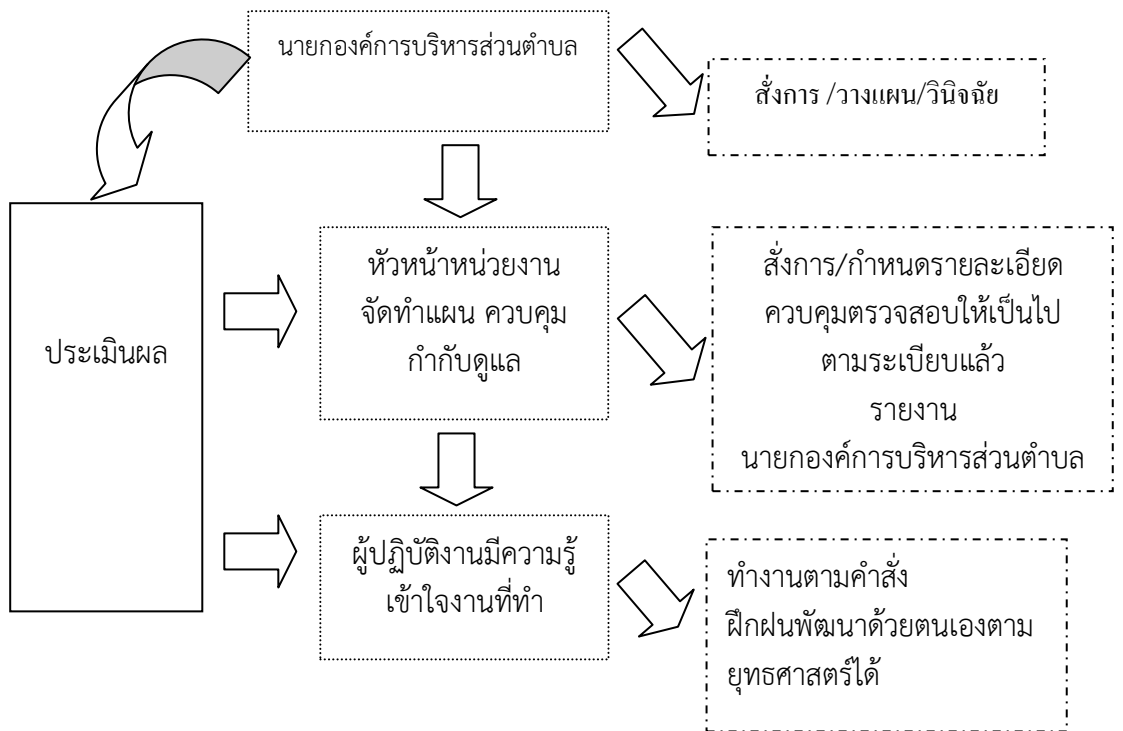 นายกองค์การบริหารส่วนตำบล
สั่งการ /วางแผน/วินิจฉัย
ประเมินผล
หัวหน้าหน่วยงาน
จัดทำแผน ควบคุม
กำกับดูแล
สั่งการ/กำหนดรายละเอียด
ควบคุมตรวจสอบให้เป็นไป
ตามระเบียบแล้ว
รายงาน
นายกองค์การบริหารส่วนตำบล
ผู้ปฏิบัติงานมีความรู้
เข้าใจงานที่ทำ
ทำงานตามคำสั่ง
ฝึกฝนพัฒนาด้วยตนเองตาม
ยุทธศาสตร์ได้